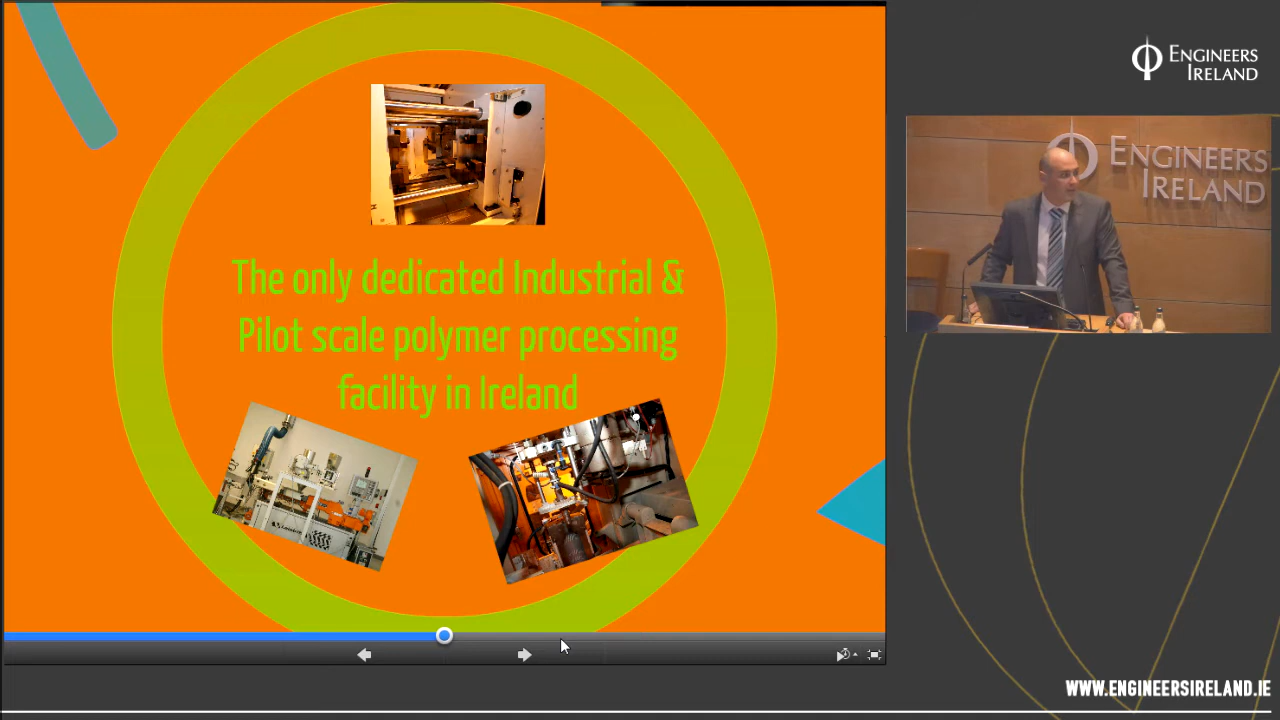 The only dedicated Industrial &
Pilot scale polymer processing
facility in Ireland
ENGINEERS
IRELAND
ENGINEERS
IRELAND
WWW.ENGINEERSIRELAND.IE